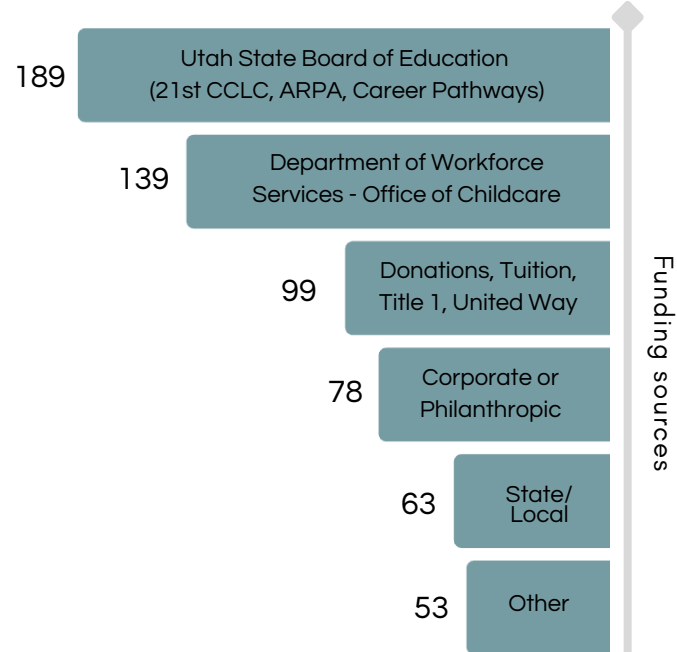 189
Utah State Board of Education
(21st CCLC, ARPA, Career Pathways)
139
Department of Workforce
Services - Office of Childcare
99
Donations, Tuition,
Title 1, United Way
78
Corporate or
Philanthropic
63
State/
Local
53
Other
Funding sources